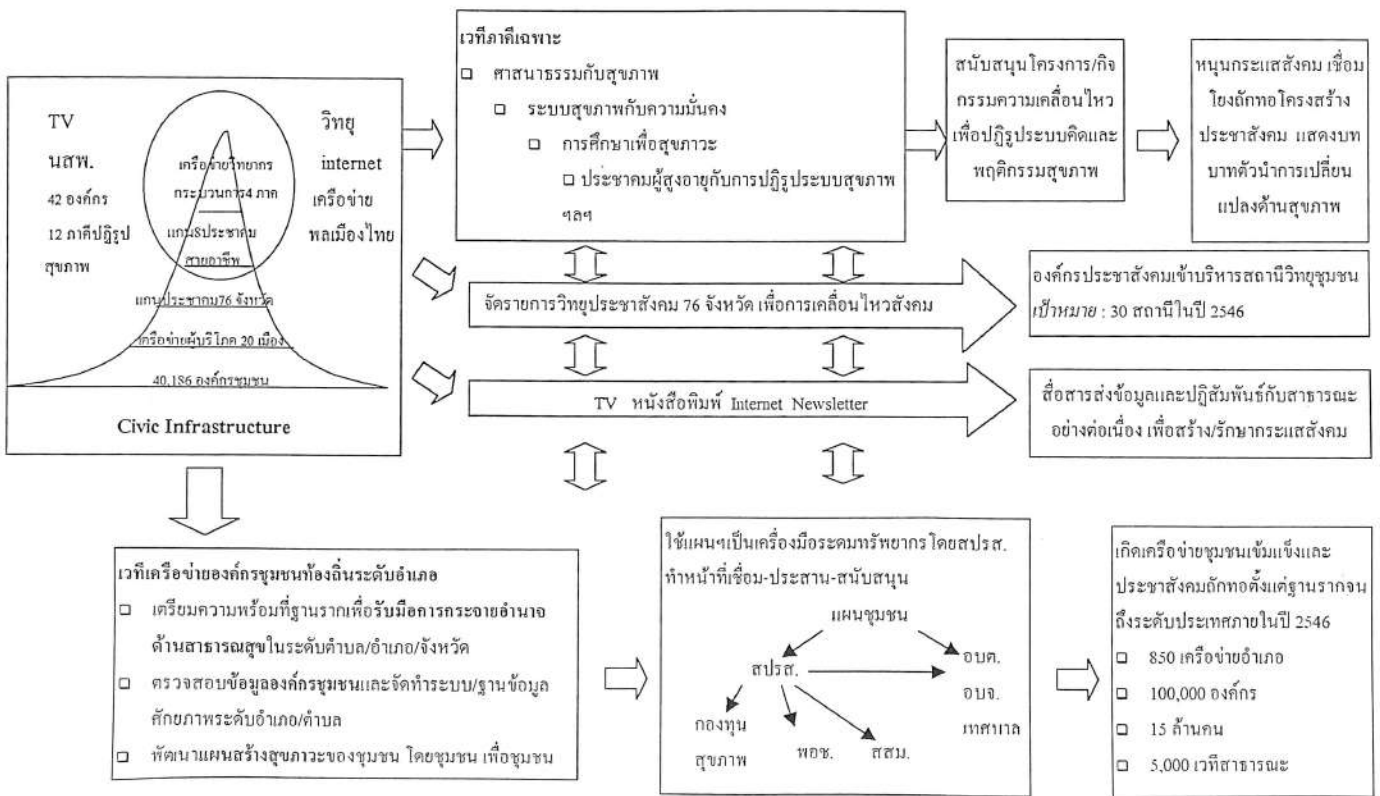 TV
นสพ.
42 องค์กร
12 ภาคีปฏิรูป
สุขภาพ
วิทยุ
internet
เครือข่าย
พลเมืองไทย
เครือข่ายวิทยากร
กระบวนการ4 ภาค
แกน8ประชาคม
สายอาชีพ
แกนประชาคม76 จังหวัด
เครือข่ายผู้บริโภค 20 เมือง
40,186 องค์กรชุมชน
Civic Infrastructure
เวทีภาคีเฉพาะ
❑ ศาสนาธรรมกับสุขภาพ
❑ ระบบสุขภาพกับความมั่นคง
❑ การศึกษาเพื่อสุขภาวะ
❑ ประชาคมผู้สูงอายุกับการปฏิรูประบบสุขภาพ
ฯลฯ
สนับสนุนโครงการ/กิจ
กรรมความเคลื่อนไหว
เพื่อปฏิรูประบบคิดและ
พฤติกรรมสุขภาพ
หนุนกระแสสังคม เชื่อม
โยงถักทอโครงสร้าง
ประชาสังคม แสดงบท
บาทตัวนำการเปลี่ยน
แปลงด้านสุขภาพ
จัดรายการวิทยุประชาสังคม 76 จังหวัด เพื่อการเคลื่อนไหวสังคม
องค์กรประชาสังคมเข้าบริหารสถานีวิทยุชุมชน
เป้าหมาย : 30 สถานีในปี 2546
TV หนังสือพิมพ์ Internet Newsletter
สื่อสารส่งข้อมูลและปฏิสัมพันธ์กับสาธารณะ
อย่างต่อเนื่อง เพื่อสร้าง/รักษากระแสสังคม
เวทีเครือข่ายองค์กรชุมชนท้องถิ่นระดับอำเภอ
❑ เตรียมความพร้อมที่ฐานรากเพื่อรับมือการกระจายอำนาจ
ด้านสาธารณสุขในระดับตำบล/อำเภอ/จังหวัด
❑ ตรวจสอบข้อมูลองค์กรชุมชนและจัดทำระบบ/ฐานข้อมูล
ศักยภาพระดับอำเภอ/ตำบล
❑ พัฒนาแผนสร้างสุขภาวะของชุมชน โดยชุมชน เพื่อชุมชน
ใช้แผนฯเป็นเครื่องมือระดมทรัพยากร โดยสปรส.
ทำหน้าที่เชื่อม-ประสาน-สนับสนุน
แผนชุมชน
สปรส.
อบต.
อบจ.
เทศบาล
กองทุน
สุขภาพ
พอช.
สสม.
เกิดเครือข่ายชุมชนเข้มแข็งและ
ประชาสังคมถักทอตั้งแต่ฐานรากจน
ถึงระดับประเทศภายในปี 2546
❑ 850 เครือข่ายอำเภอ
❑ 100,000 องค์กร
❑ 15 ล้านคน
❑ 5,000 เวทีสาธารณะ